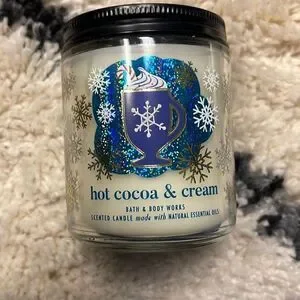 hot cocoa & cream
BATH & BODY WORKS
SCENTED CANDLE made with NATURAL ESSENTIAL OILS